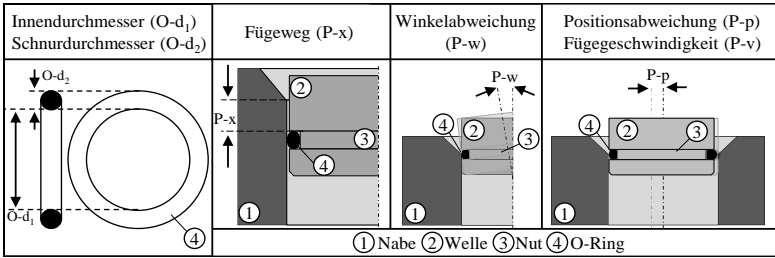 Innendurchmesser (O-d₁)
Schnurdurchmesser (O-d₂)
Fügeweg (P-x)
Winkelabweichung
(P-w)
Positionsabweichung (P-p)
Fügegeschwindigkeit (P-v)
O-d₂
O-d₁
4
P-x
2
3
4
1
P-w
4
2
3
1
P-p
4
2
3
1
1 Nabe 2 Welle 3 Nut 4 O-Ring